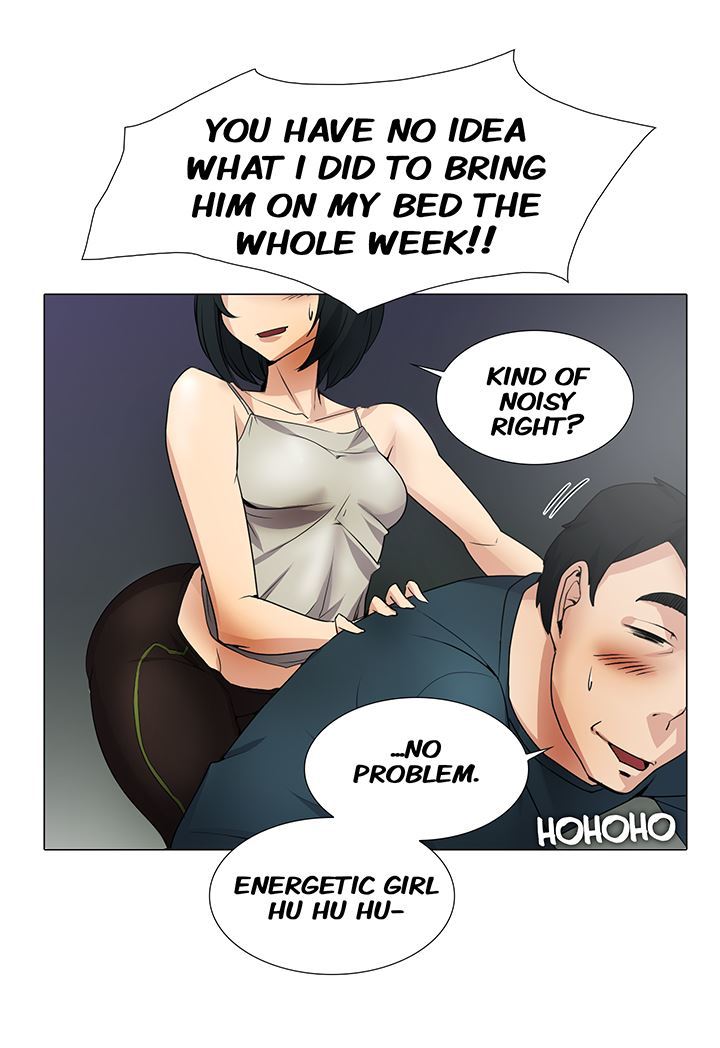 YOU HAVE NO IDEA
WHAT I DID TO BRING
HIM ON MY BED THE
WHOLE WEEK!!
KIND OF
NOISY
RIGHT?
...NO
PROBLEM.
HOHOHO
ENERGETIC GIRL
HU HU HU-